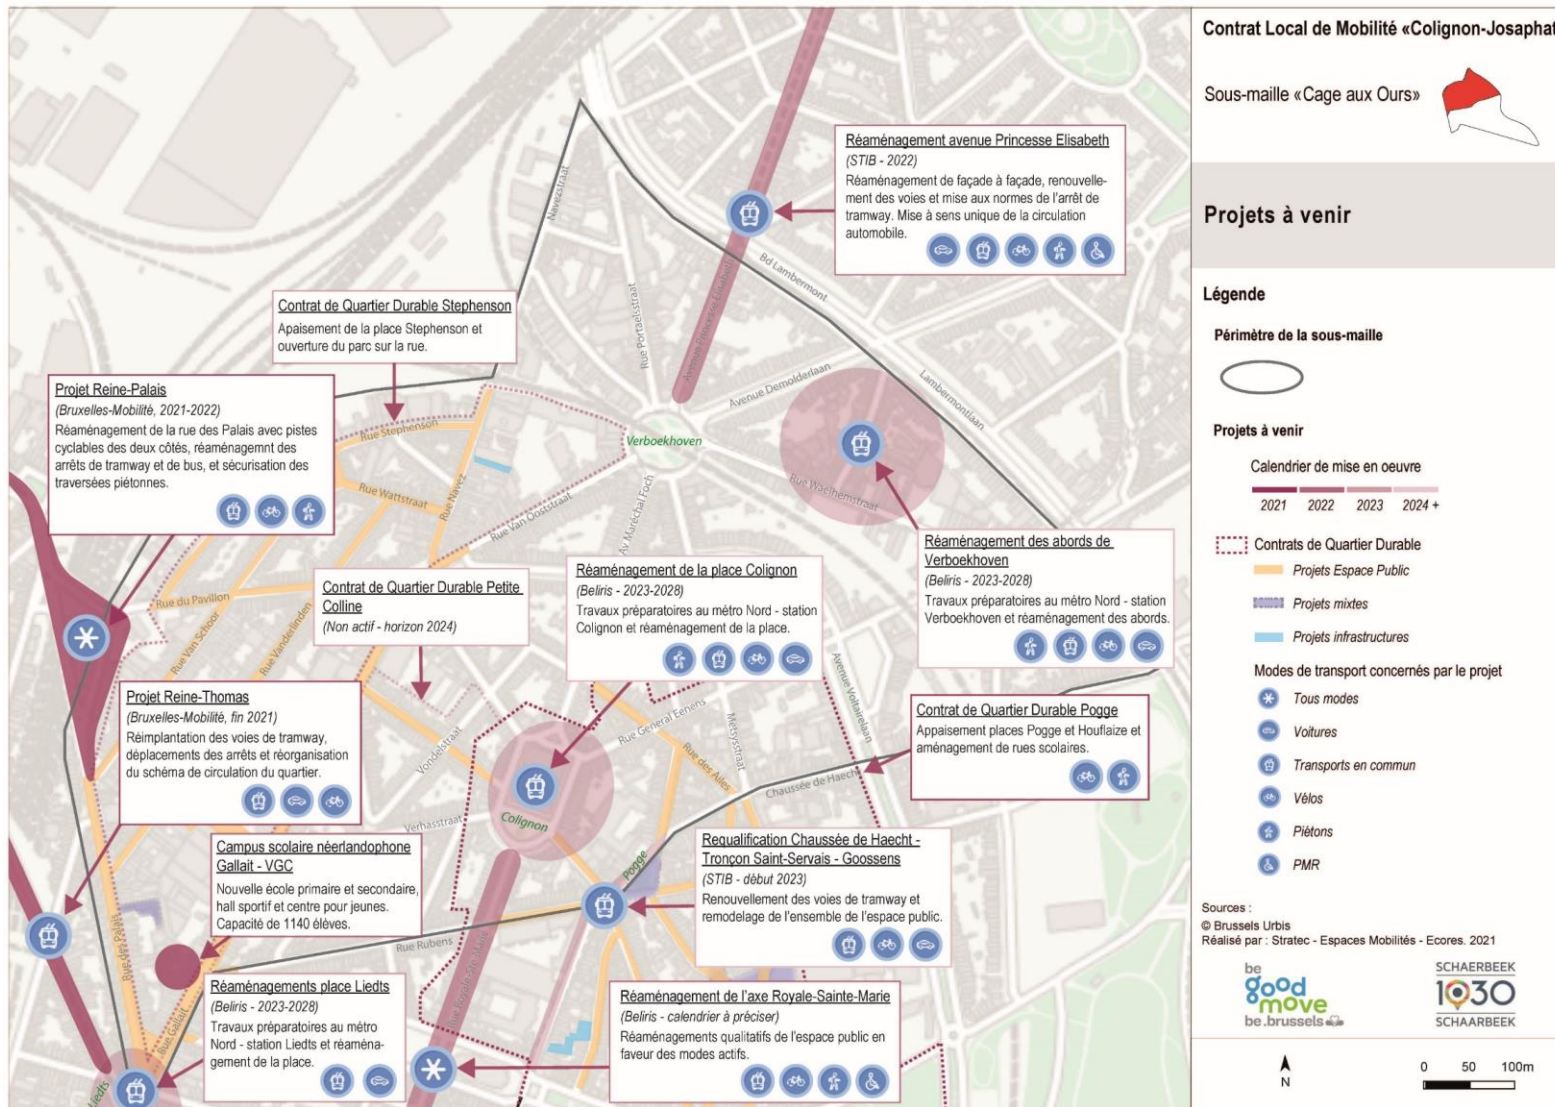 Contrat Local de Mobilité «Colignon-Josaphat
Sous-maille «Cage aux Ours»
Projets à venir
Légende
Périmètre de la sous-maille
Projets à venir
Calendrier de mise en oeuvre
2021 2022 2023 2024 +
Contrats de Quartier Durable
Projets Espace Public
Projets mixtes
Projets infrastructures
Modes de transport concernés par le projet
Tous modes
Voitures
Transports en commun
Vélos
Piétons
PMR
Sources :
© Brussels Urbis
Réalisé par : Stratec - Espaces Mobilités - Ecores. 2021
be
good
move
be.brussels
SCHAERBEEK
1030
SCHAARBEEK
N
0 50 100m
Réaménagement avenue Princesse Elisabeth
(STIB - 2022)
Réaménagement de façade à façade, renouvelle-
ment des voies et mise aux normes de l'arrêt de
tramway. Mise à sens unique de la circulation
automobile.
Contrat de Quartier Durable Stephenson
Apaisement de la place Stephenson et
ouverture du parc sur la rue.
Projet Reine-Palais
(Bruxelles-Mobilité, 2021-2022)
Réaménagement de la rue des Palais avec pistes
cyclables des deux côtés, réaménagemnt des
arrêts de tramway et de bus, et sécurisation des
traversées piétonnes.
Contrat de Quartier Durable Petite
Colline
(Non actif - horizon 2024)
Réaménagement de la place Colignon
(Beliris - 2023-2028)
Travaux préparatoires au métro Nord - station
Colignon et réaménagement de la place.
Réaménagement des abords de
Verboekhoven
(Beliris - 2023-2028)
Travaux préparatoires au métro Nord - station
Verboekhoven et réaménagement des abords.
Projet Reine-Thomas
(Bruxelles-Mobilité, fin 2021)
Réimplantation des voies de tramway,
déplacements des arrêts et réorganisation
du schéma de circulation du quartier.
Contrat de Quartier Durable Pogge
Appaisement places Pogge et Houflaize et
aménagement de rues scolaires.
Campus scolaire néerlandophone
Gallait - VGC
Nouvelle école primaire et secondaire,
hall sportif et centre pour jeunes.
Capacité de 1140 élèves.
Requalification Chaussée de Haecht -
Tronçon Saint-Servais - Goossens
(STIB - début 2023)
Renouvellement des voies de tramway et
remodelage de l'ensemble de l'espace public.
Réaménagements place Liedts
(Beliris - 2023-2028)
Travaux préparatoires au métro
Nord - station Liedts et réaména-
gement de la place.
Réaménagement de l'axe Royale-Sainte-Marie
(Beliris - calendrier à préciser)
Réaménagements qualitatifs de l'espace public en
faveur des modes actifs.
Navezstraat
Rue Portaelsstraat
Avenue Princesse Elisabeth
Bd Lambermont
Lambermontlaan
Avenue Demolderlaan
Verboekhoven
Rue Stephenson
Rue Wattstraat
Rue Navez
Rue Van Ooststraat
Av Maréchal Foch
Rue Waelhemstraat
Rue du Pavillon
Rue Van Schoor
Rue Vanderlinden
Vondelstraat
Verhasstraat
Colignon
Rue General Eenens
Metsysstraat
Rue des Ailes
Avenue Voltairelaan
Chaussée de Haecht
Pogge
Rue Rubens
Rue Royale-Ste-Marie
Rue des Palais
Rue Gallait
Liedts